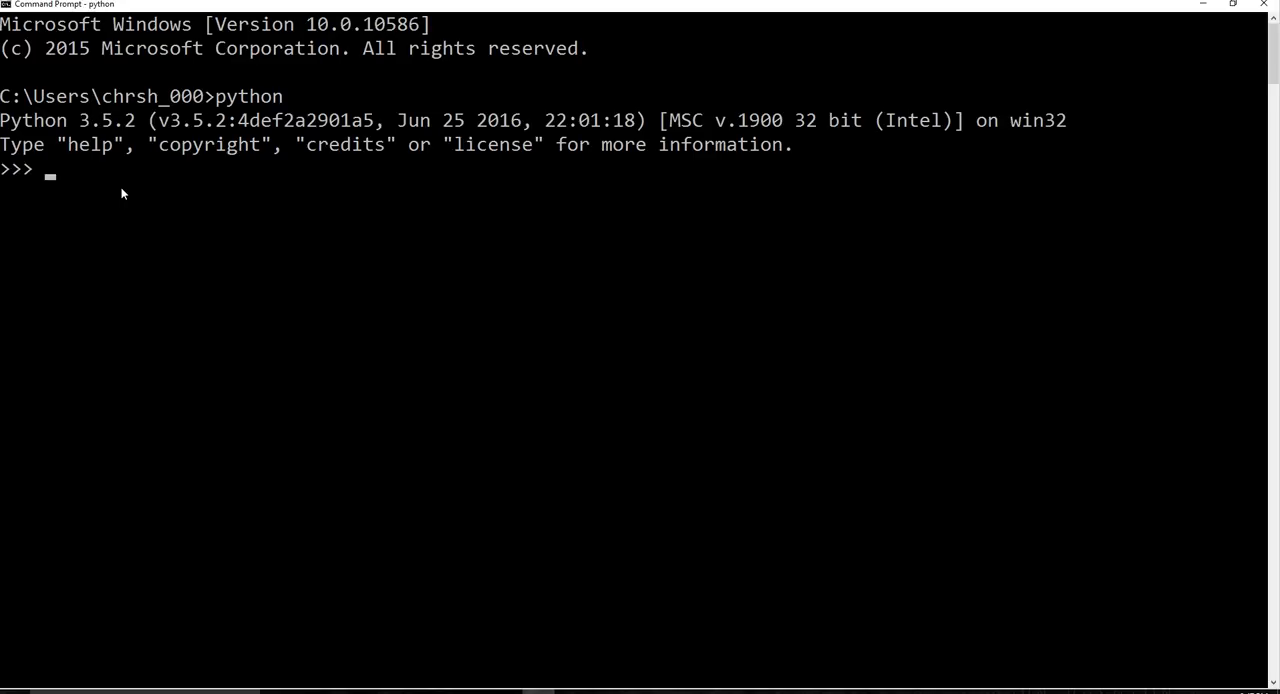 Command Prompt - python
Microsoft Windows [Version 10.0.10586]
(c) 2015 Microsoft Corporation. All rights reserved.
C:\Users\chrsh_000>python
Python 3.5.2 (v3.5.2:4def2a2901a5, Jun 25 2016, 22:01:18) [MSC v.1900 32 bit (Intel)] on win32
Type "help", "copyright", "credits" or "license" for more information.
>>>